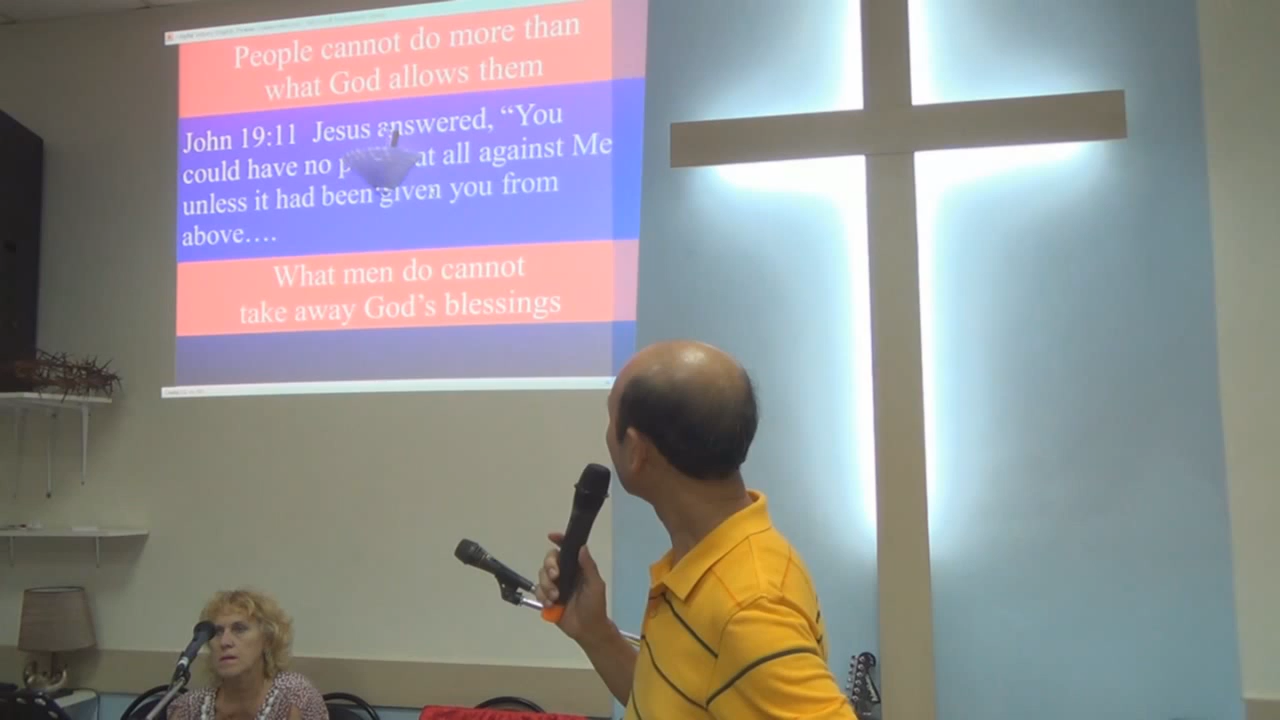 People cannot do more than
what God allows them
John 19:11 Jesus answered, “You
could have no at all against Me
unless it had been given you from
above….
What men do cannot
take away God’s blessings